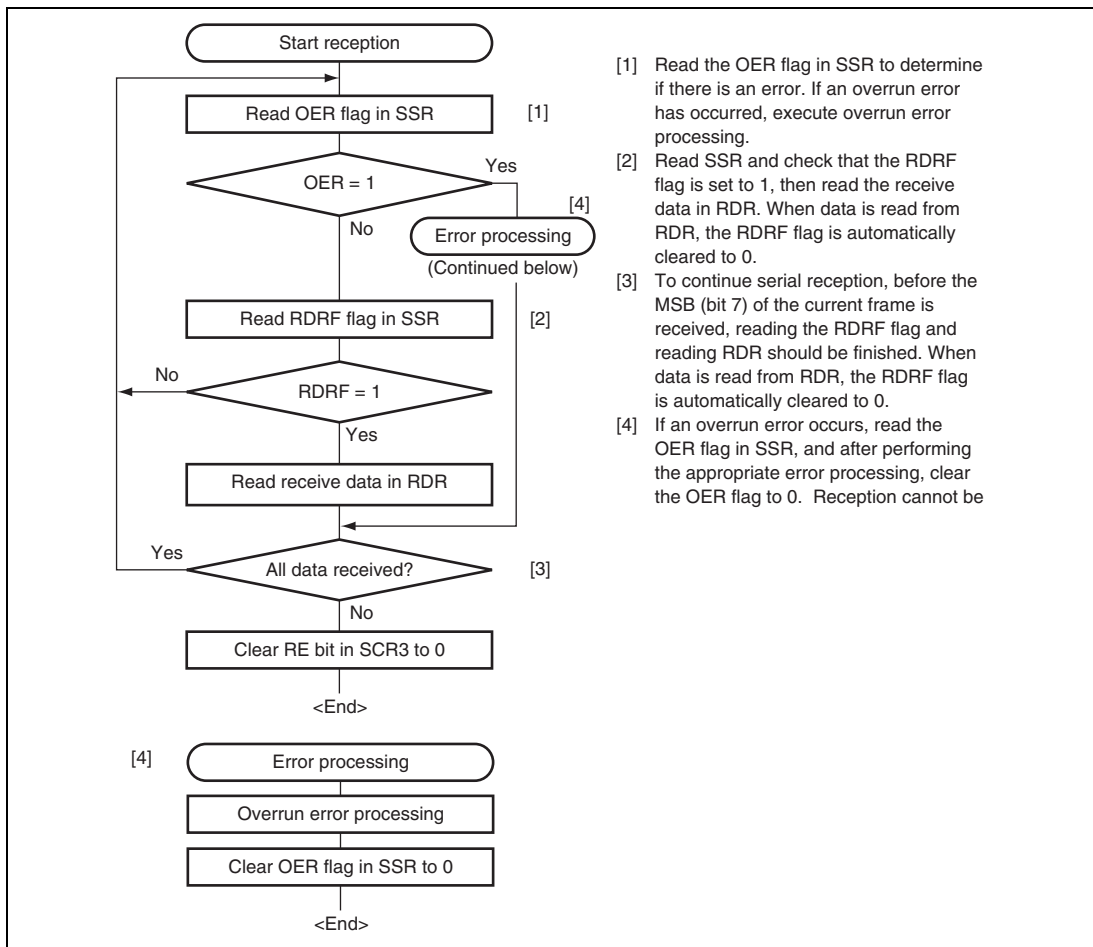 Start reception
Read OER flag in SSR
[1]
OER = 1
Yes
No
[4]
Error processing
(Continued below)
Read RDRF flag in SSR
[2]
RDRF = 1
No
Yes
Read receive data in RDR
All data received?
[3]
Yes
No
Clear RE bit in SCR3 to 0
<End>
[4]
Error processing
Overrun error processing
Clear OER flag in SSR to 0
<End>
[1] Read the OER flag in SSR to determine
if there is an error. If an overrun error
has occurred, execute overrun error
processing.
[2] Read SSR and check that the RDRF
flag is set to 1, then read the receive
data in RDR. When data is read from
RDR, the RDRF flag is automatically
cleared to 0.
[3] To continue serial reception, before the
MSB (bit 7) of the current frame is
received, reading the RDRF flag and
reading RDR should be finished. When
data is read from RDR, the RDRF flag
is automatically cleared to 0.
[4] If an overrun error occurs, read the
OER flag in SSR, and after performing
the appropriate error processing, clear
the OER flag to 0. Reception cannot be